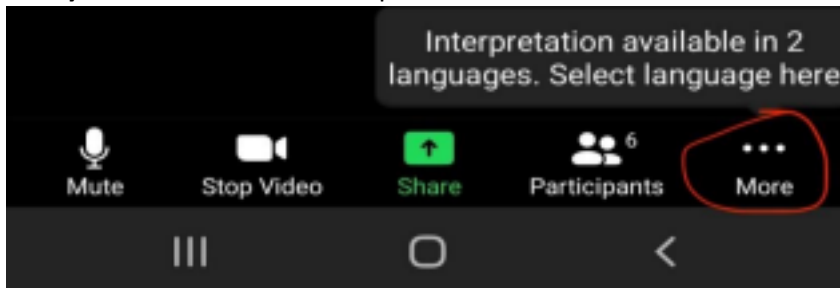 Interpretation available in 2
languages. Select language here
6
Mute Stop Video Share Participants More